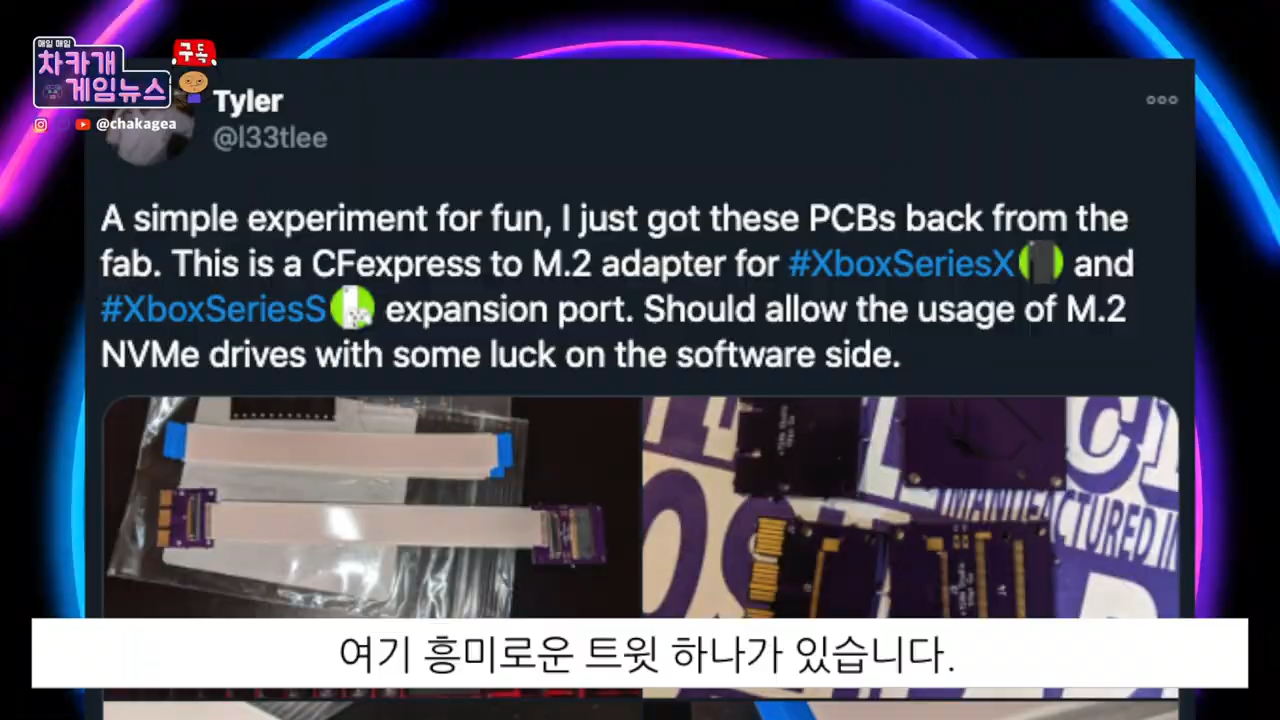 매일 매일
차카개
게임뉴스
구독
@chakagea
Tyler
@l33tlee
A simple experiment for fun, I just got these PCBs back from the
fab. This is a CFexpress to M.2 adapter for #XboxSeriesX and
#XboxSeriesS expansion port. Should allow the usage of M.2
NVMe drives with some luck on the software side.
MANUFACTURED IN
여기 흥미로운 트윗 하나가 있습니다.